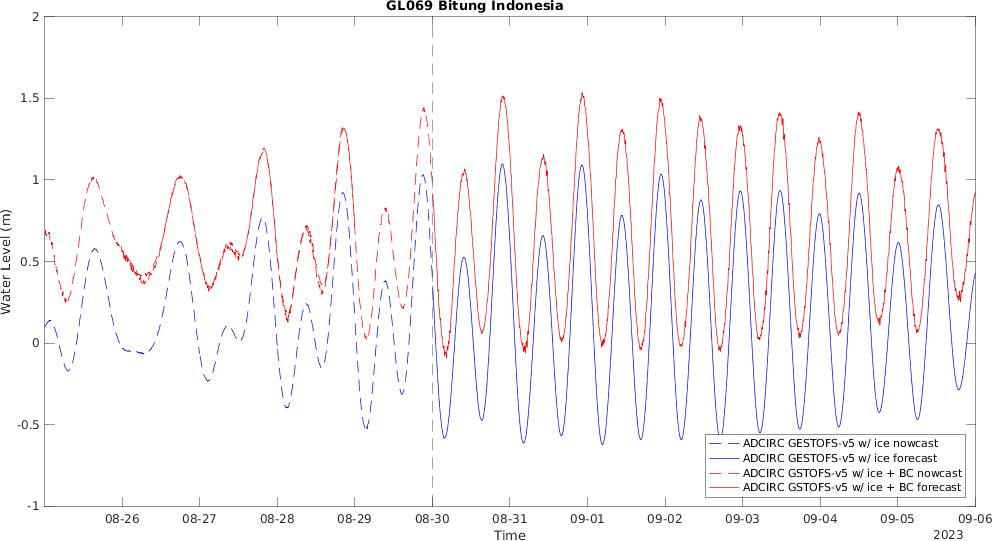 GL069 Bitung Indonesia
2
1.5
1
0.5
0
-0.5
-1
Water Level (m)
08-26 08-27 08-28 08-29 08-30 08-31 09-01 09-02 09-03 09-04 09-05 09-06
Time
2023
ADCIRC GESTOFS-v5 w/ ice nowcast
ADCIRC GESTOFS-v5 w/ ice forecast
ADCIRC GSTOFS-v5 w/ ice + BC nowcast
ADCIRC GSTOFS-v5 w/ ice + BC forecast